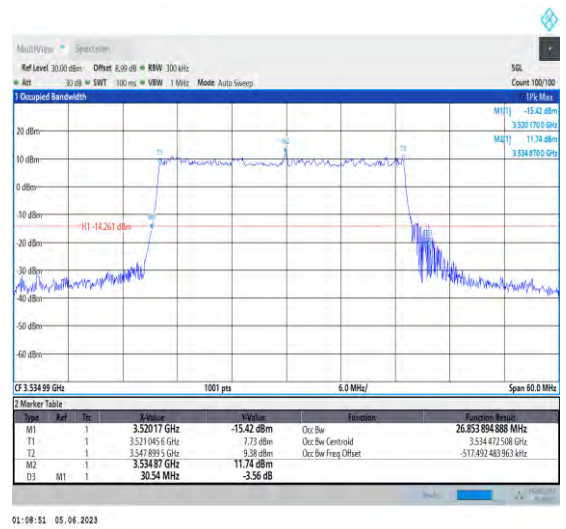 MultiView Spectrum
Ref Level 30.00 dBm Offset 8.99 dB RBW 300 kHz SGL
Att 30 dB SWT 100 ms VBW 1 MHz Mode Auto Sweep Count 100/100
1 Occupied Bandwidth 1Pk Max
M1[1] -15.42 dBm
3.520 170 0 GHz
M2[1] 11.74 dBm
3.534 870 0 GHz
20 dBm
M2
T1
T2
10 dBm
0 dBm
-10 dBm
M1
H1 -14.261 dBm
D3
-20 dBm
-30 dBm
-40 dBm
-50 dBm
-60 dBm
CF 3.534 99 GHz 1001 pts 6.0 MHz/ Span 60.0 MHz
2 Marker Table
Type Ref Trc X-Value Y-Value Function Function Result
M1 1 3.52017 GHz -15.42 dBm Occ Bw 26.853 894 888 MHz
T1 1 3.521 045 6 GHz 7.73 dBm Occ Bw Centroid 3.534 472 508 GHz
T2 1 3.547 899 5 GHz 9.38 dBm Occ Bw Freq Offset -517.492 483 963 kHz
M2 1 3.53487 GHz 11.74 dBm
D3 M1 1 30.54 MHz -3.56 dB
Ready
01:08:51 05.06.2023